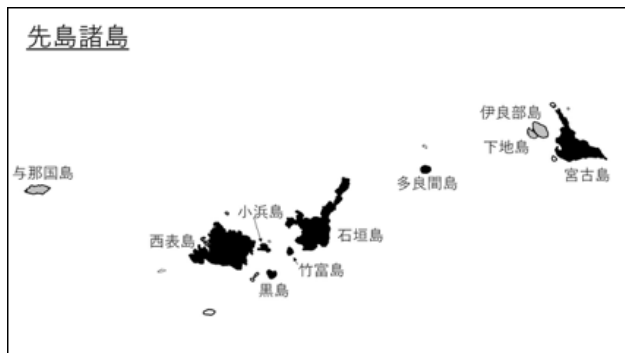 先島諸島
伊良部島
下地島
宮古島
与那国島
多良間島
小浜島
西表島
石垣島
竹富島
黒島